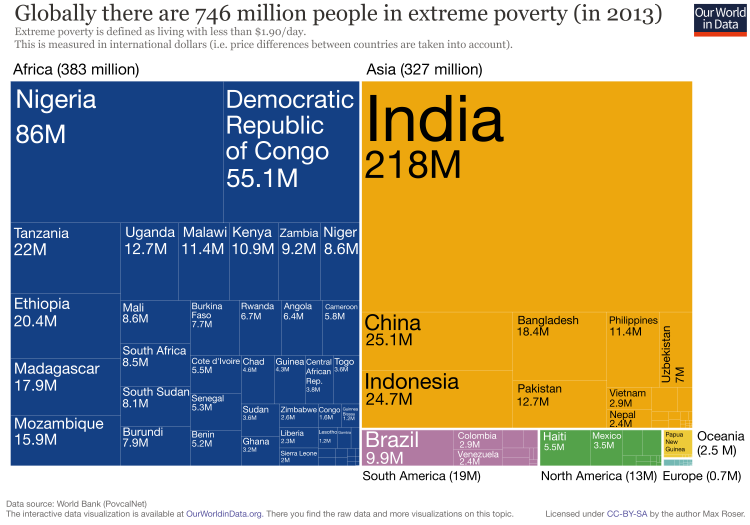 Globally there are 746 million people in extreme poverty (in 2013)
Our World
in Data
Extreme poverty is defined as living with less than $1.90/day.
This is measured in international dollars (i.e. price differences between countries are taken into account).
Africa (383 million)
Asia (327 million)
Nigeria
86M
Democratic
Republic
of Congo
55.1M
India
218M
Tanzania
22M
Uganda
12.7M
Malawi
11.4M
Kenya
10.9M
Zambia
9.2M
Niger
8.6M
Ethiopia
20.4M
Mali
8.6M
Burkina
Faso
7.7M
Rwanda
6.7M
Angola
6.4M
Cameroon
5.8M
South Africa
8.5M
Madagascar
17.9M
Cote d'Ivoire
5.5M
Chad
4.6M
Guinea
4.3M
Central
African
Rep.
3.8M
Togo
3.6M
South Sudan
8.1M
Senegal
5.3M
Mozambique
15.9M
Burundi
7.9M
Benin
5.2M
Sudan
3.6M
Zimbabwe
2.6M
Congo
1.6M
Guinea
Bissau
1.2M
Ghana
3.2M
Liberia
2.3M
Lesotho
1.2M
Sierra Leone
2M
China
25.1M
Bangladesh
18.4M
Philippines
11.4M
Uzbekistan
7M
Indonesia
24.7M
Pakistan
12.7M
Vietnam
2.9M
Nepal
2.4M
Brazil
9.9M
Colombia
2.9M
Venezuela
2.4M
Haiti
5.5M
Mexico
3.5M
Papua
New
Guinea
Oceania
(2.5 M)
South America (19M)
North America (13M)
Europe (0.7M)
Data source: World Bank (PovcalNet)
The interactive data visualization is available at OurWorldinData.org. There you find the raw data and more visualizations on this topic.
Licensed under CC-BY-SA by the author Max Roser.